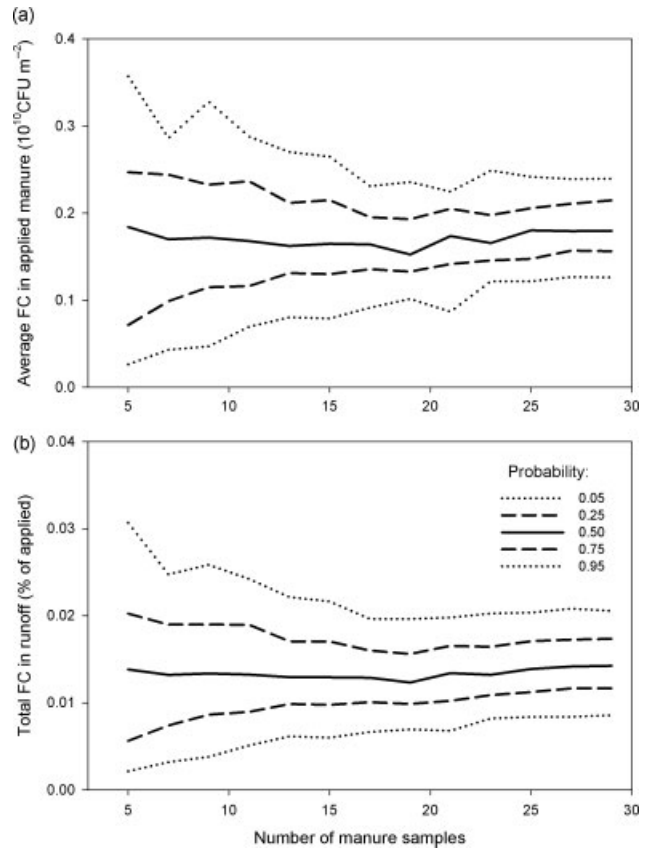 (a)
Average FC in applied manure (10¹⁰CFU m⁻²)
0.4
0.3
0.2
0.1
0.0
5 10 15 20 25 30
(b)
Total FC in runoff (% of applied)
0.04
0.03
0.02
0.01
0.00
Probability:
0.05
0.25
0.50
0.75
0.95
5 10 15 20 25 30
Number of manure samples